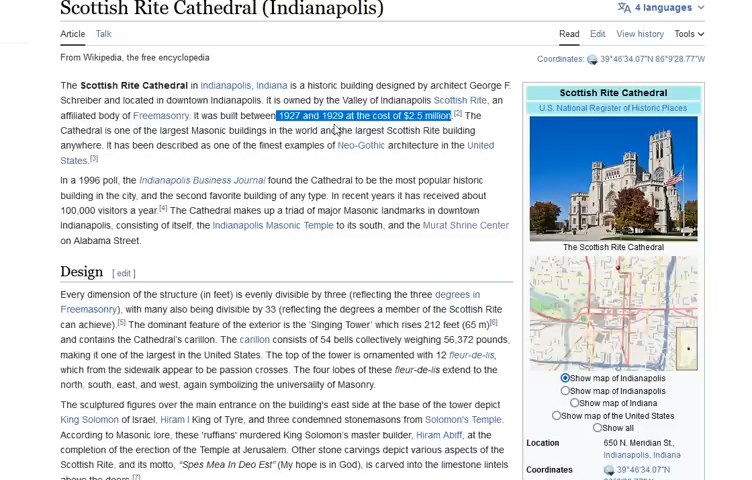 Scottish Rite Cathedral (Indianapolis)
4 languages
Article Talk
Read Edit View history Tools
From Wikipedia, the free encyclopedia
Coordinates: 39°46′34.07″N 86°9′28.77″W
The Scottish Rite Cathedral in Indianapolis, Indiana is a historic building designed by architect George F.
Schreiber and located in downtown Indianapolis. It is owned by the Valley of Indianapolis Scottish Rite, an
affiliated body of Freemasonry. It was built between 1927 and 1929 at the cost of $2.5 million.[2] The
Cathedral is one of the largest Masonic buildings in the world and the largest Scottish Rite building
anywhere. It has been described as one of the finest examples of Neo-Gothic architecture in the United
States.[3]
In a 1996 poll, the Indianapolis Business Journal found the Cathedral to be the most popular historic
building in the city, and the second favorite building of any type. In recent years it has received about
100,000 visitors a year.[4] The Cathedral makes up a triad of major Masonic landmarks in downtown
Indianapolis, consisting of itself, the Indianapolis Masonic Temple to its south, and the Murat Shrine Center
on Alabama Street.
Design [ edit ]
Every dimension of the structure (in feet) is evenly divisible by three (reflecting the three degrees in
Freemasonry), with many also being divisible by 33 (reflecting the degrees a member of the Scottish Rite
can achieve).[5] The dominant feature of the exterior is the 'Singing Tower' which rises 212 feet (65 m)[6]
and contains the Cathedral's carillon. The carillon consists of 54 bells collectively weighing 56,372 pounds,
making it one of the largest in the United States. The top of the tower is ornamented with 12 fleur-de-lis,
which from the sidewalk appear to be passion crosses. The four lobes of these fleur-de-lis extend to the
north, south, east, and west, again symbolizing the universality of Masonry.
The sculptured figures over the main entrance on the building's east side at the base of the tower depict
King Solomon of Israel, Hiram I King of Tyre, and three condemned stonemasons from Solomon's Temple.
According to Masonic lore, these 'ruffians' murdered King Solomon's master builder, Hiram Abiff, at the
completion of the erection of the Temple at Jerusalem. Other stone carvings depict various aspects of the
Scottish Rite, and its motto, "Spes Mea In Deo Est" (My hope is in God), is carved into the limestone lintels
above the doors.[7]
Scottish Rite Cathedral
U.S. National Register of Historic Places
The Scottish Rite Cathedral
Show map of Indianapolis
Show map of Indianapolis
Show map of Indiana
Show map of the United States
Show all
Location 650 N. Meridian St.,
Indianapolis, Indiana
Coordinates 39°46′34.07″N